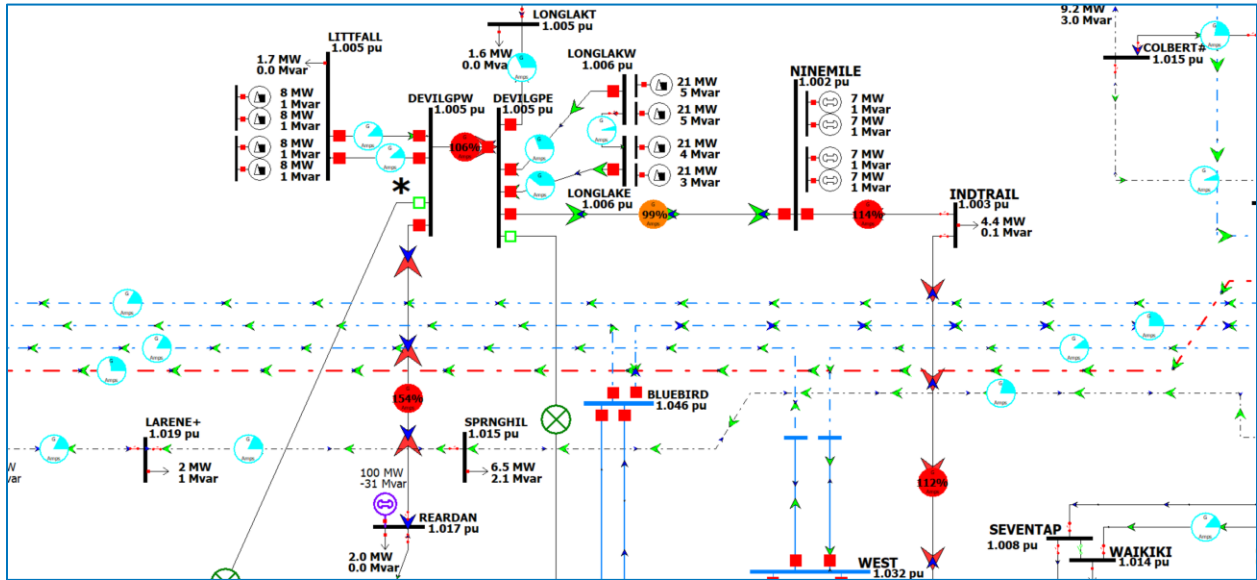 LONGLAKT
1.005 pu
9.2 MW
3.0 Mvar
COLBERT#
1.015 pu
LITTFALL
1.005 pu
1.7 MW
0.0 Mvar
1.6 MW
0.0 Mvar
G
Amps
LONGLAKW
1.006 pu
NINEMILE
1.002 pu
8 MW
1 Mvar
8 MW
1 Mvar
8 MW
1 Mvar
8 MW
1 Mvar
DEVILGPW
1.005 pu
DEVILGPE
1.005 pu
21 MW
5 Mvar
21 MW
5 Mvar
21 MW
4 Mvar
21 MW
3 Mvar
7 MW
1 Mvar
7 MW
1 Mvar
7 MW
1 Mvar
7 MW
1 Mvar
106%
*
LONGLAKE
1.006 pu
99%
114%
INDTRAIL
1.003 pu
4.4 MW
0.1 Mvar
154%
BLUEBIRD
1.046 pu
LARENE+
1.019 pu
SPRNGHIL
1.015 pu
2 MW
1 Mvar
6.5 MW
2.1 Mvar
100 MW
-31 Mvar
REARDAN
1.017 pu
2.0 MW
0.0 Mvar
112%
WEST
1.032 pu
SEVENTAP
1.008 pu
WAIKIKI
1.014 pu